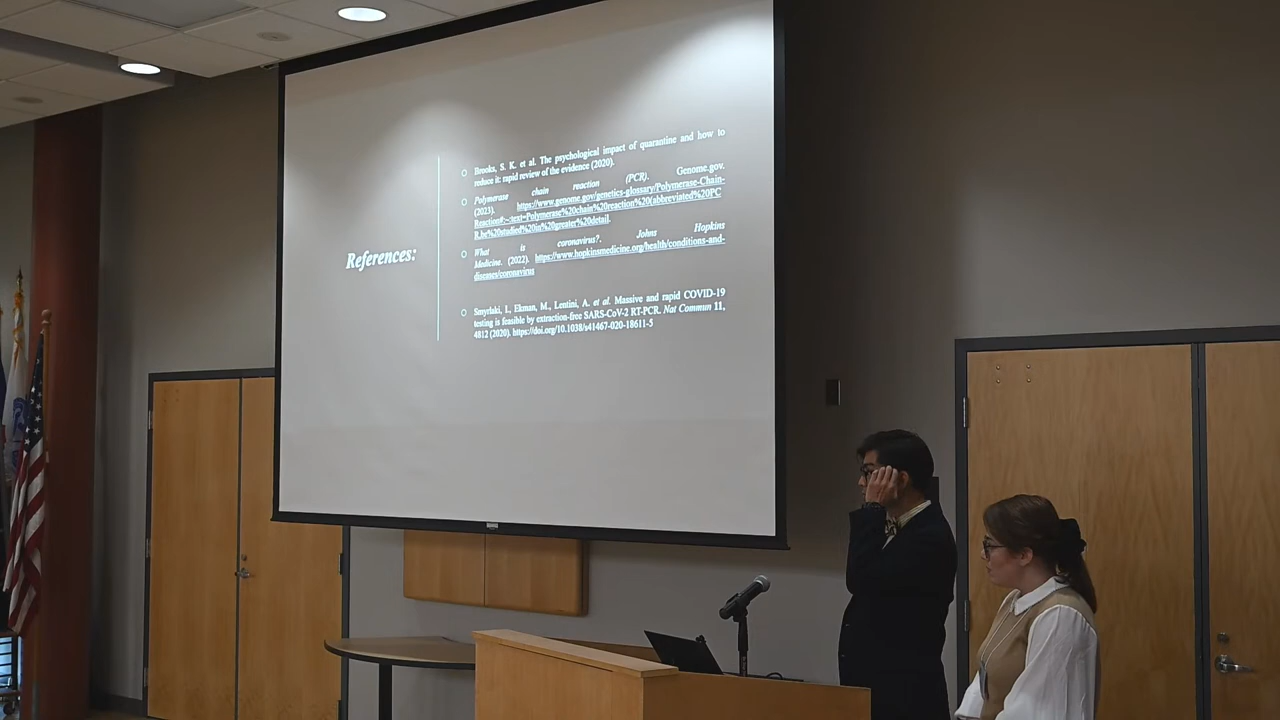 References:
Brooks, S. K. et al. The psychological impact of quarantine and how to
reduce it: rapid review of the evidence (2020).
Polymerase chain reaction (PCR). Genome.gov.
(2023). https://www.genome.gov/genetics-glossary/Polymerase-Chain-
Reaction#:~:text=Polymerase%20chain%20reaction%20(abbreviated%20PC
R,be%20studied%20in%20greater%20detail.
What is coronavirus?. Johns Hopkins
Medicine. (2022). https://www.hopkinsmedicine.org/health/conditions-and-
diseases/coronavirus
Smyrlaki, I., Ekman, M., Lentini, A. et al. Massive and rapid COVID-19
testing is feasible by extraction-free SARS-CoV-2 RT-PCR. Nat Commun 11,
4812 (2020). https://doi.org/10.1038/s41467-020-18611-5